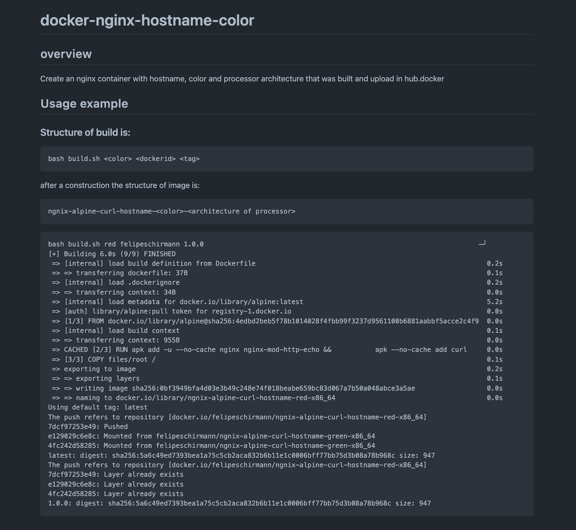 docker-nginx-hostname-color
overview
Create an nginx container with hostname, color and processor architecture that was built and upload in hub.docker
Usage example
Structure of build is:
bash build.sh <color> <dockerid> <tag>
after a construction the structure of image is:
ngnix-alpine-curl-hostname-<color>-<architecture of processor>
bash build.sh red felipeschirmann 1.0.0 ─┘
[+] Building 6.0s (9/9) FINISHED
=> [internal] load build definition from Dockerfile 0.2s
=> => transferring dockerfile: 37B 0.1s
=> [internal] load .dockerignore 0.2s
=> => transferring context: 34B 0.0s
=> [internal] load metadata for docker.io/library/alpine:latest 5.2s
=> [auth] library/alpine:pull token for registry-1.docker.io 0.0s
=> [1/3] FROM docker.io/library/alpine@sha256:4edbd2beb5f78b1014028f4fbb99f3237d9561100b6881aabbf5acce2c4f9 0.0s
=> [internal] load build context 0.1s
=> => transferring context: 955B 0.0s
=> CACHED [2/3] RUN apk add -u --no-cache nginx nginx-mod-http-echo && apk --no-cache add curl 0.0s
=> [3/3] COPY files/root / 0.1s
=> exporting to image 0.2s
=> => exporting layers 0.1s
=> => writing image sha256:0bf3949bfa4d03e3b49c248e74f018beabe659bc83d067a7b50a048abce3a5ae 0.0s
=> => naming to docker.io/library/ngnix-alpine-curl-hostname-red-x86_64 0.0s
Using default tag: latest
The push refers to repository [docker.io/felipeschirmann/ngnix-alpine-curl-hostname-red-x86_64]
7dcf97253e49: Pushed
e129029c6e8c: Mounted from felipeschirmann/ngnix-alpine-curl-hostname-green-x86_64
4fc242d58285: Mounted from felipeschirmann/ngnix-alpine-curl-hostname-green-x86_64
latest: digest: sha256:5a6c49ed7393bea1a75c5cb2aca832b6b11e1c0006bff77bb75d3b08a78b968c size: 947
The push refers to repository [docker.io/felipeschirmann/ngnix-alpine-curl-hostname-red-x86_64]
7dcf97253e49: Layer already exists
e129029c6e8c: Layer already exists
4fc242d58285: Layer already exists
1.0.0: digest: sha256:5a6c49ed7393bea1a75c5cb2aca832b6b11e1c0006bff77bb75d3b08a78b968c size: 947